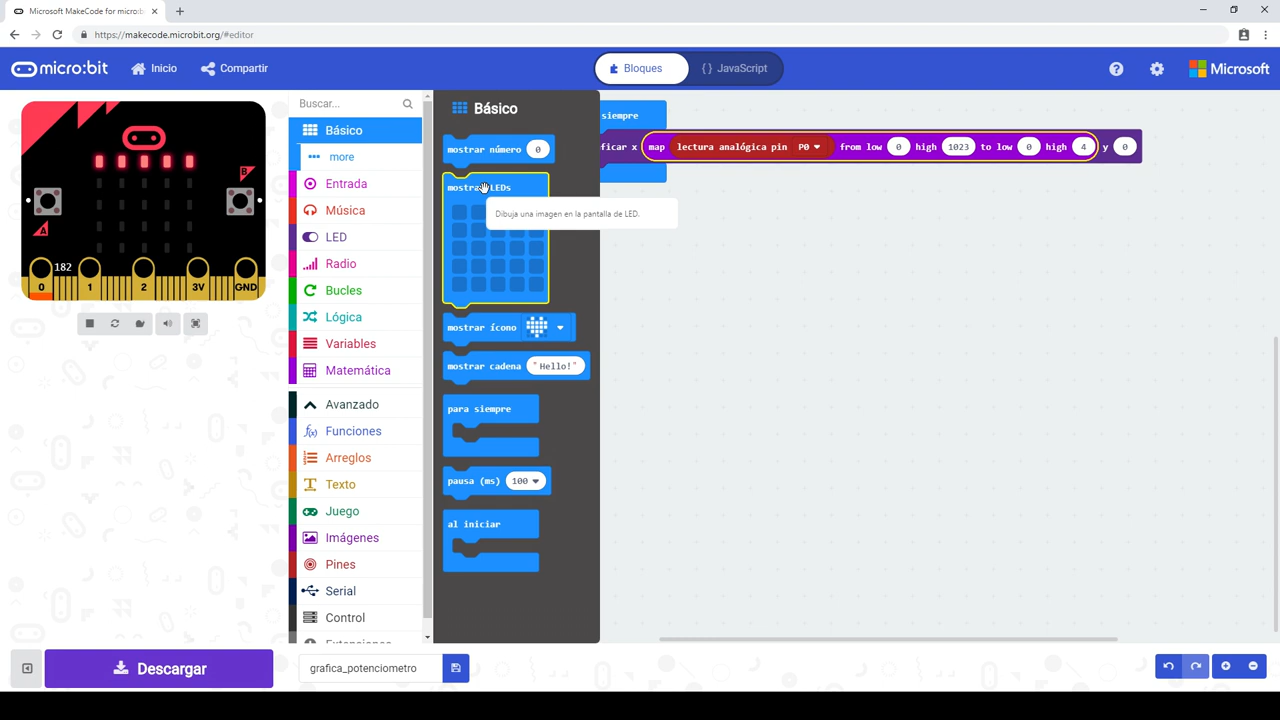 Microsoft MakeCode for micro:b
https://makecode.microbit.org/#editor
micro:bit
Inicio
Compartir
Bloques
{ } JavaScript
Microsoft
Buscar...
Básico
more
Entrada
Música
LED
Radio
Bucles
Lógica
Variables
Matemática
Avanzado
Funciones
Arreglos
Texto
Juego
Imágenes
Pines
Serial
Control
Extensiones
A
B
182
0 1 2 3V GND
Básico
mostrar número 0
mostrar LEDs
Dibuja una imagen en la pantalla de LED.
mostrar ícono
mostrar cadena "Hello!"
para siempre
pausa (ms) 100
al iniciar
siempre
ficar x map lectura analógica pin P0 from low 0 high 1023 to low 0 high 4 y 0
Descargar
grafica_potenciometro